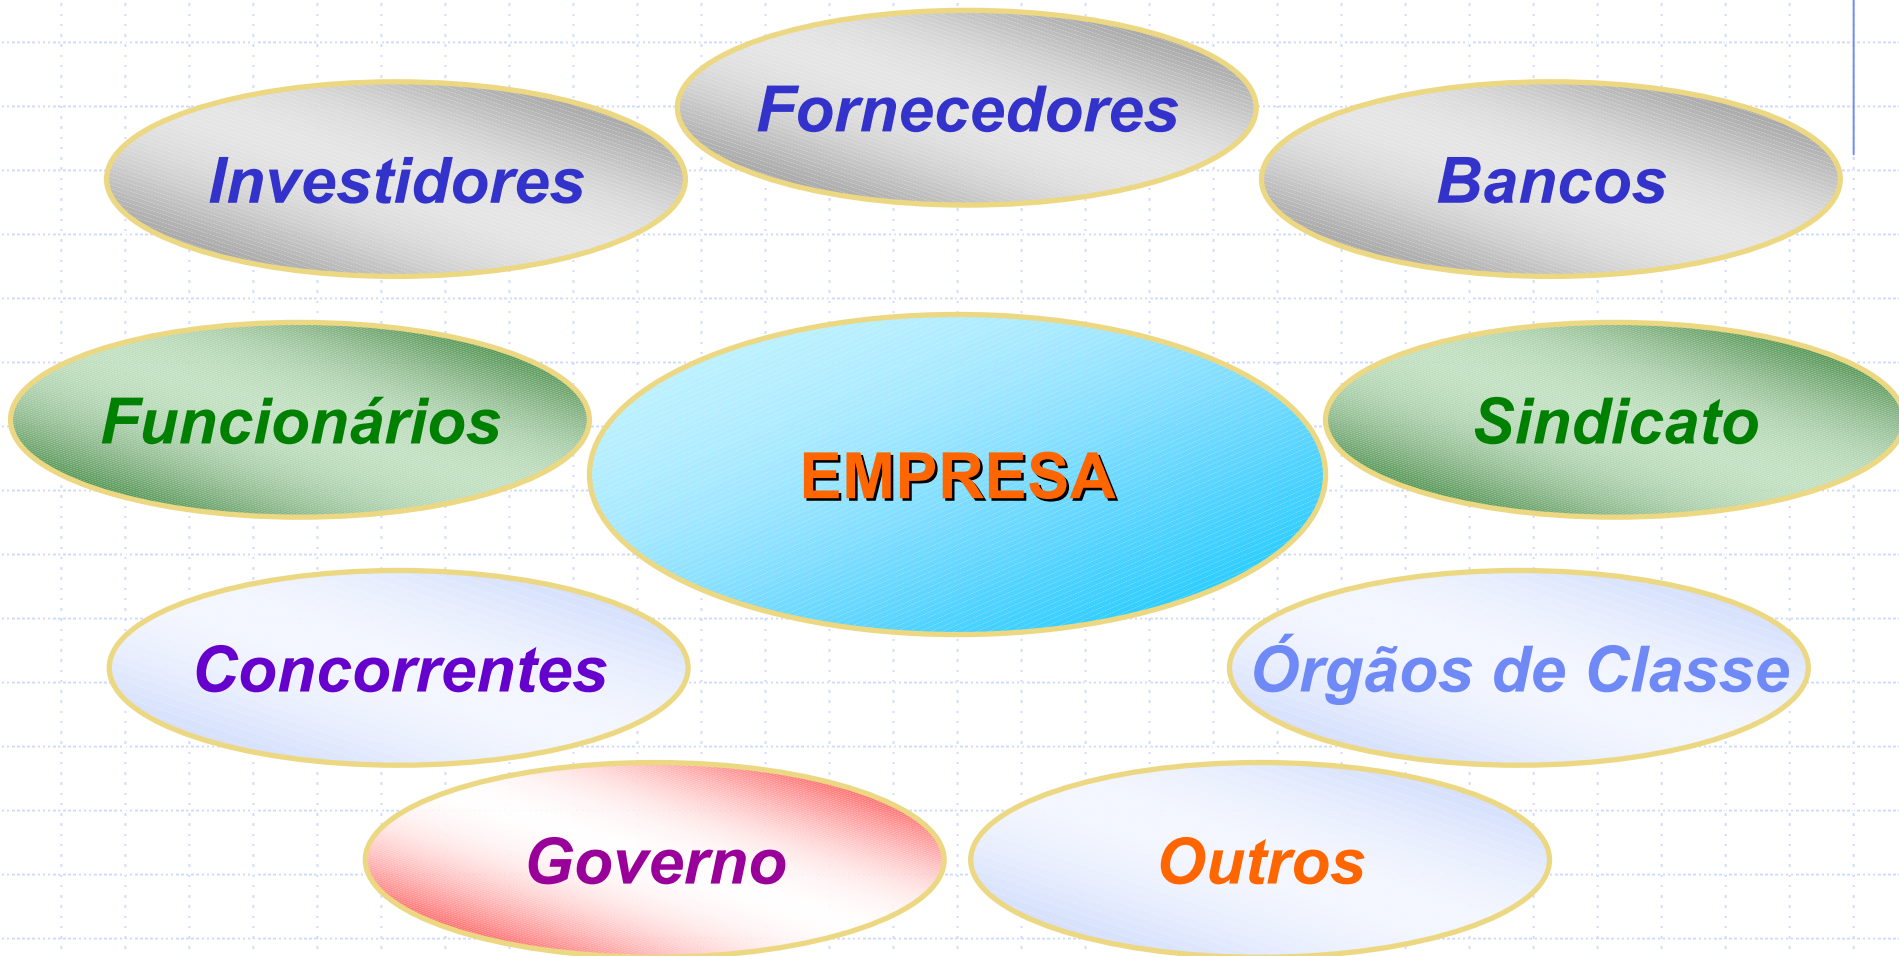 Fornecedores
Investidores
Bancos
Funcionários
EMPRESA
Sindicato
Concorrentes
Órgãos de Classe
Governo
Outros